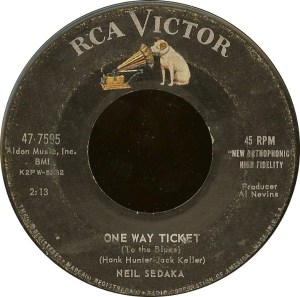 RCA VICTOR
47-7595
Aldon Music, Inc.
BMI
2:13
45 RPM
"NEW ORTHOPHONIC"
HIGH FIDELITY
Producer
Al Nevins
ONE WAY TICKET
(To the Blues)
(Hank Hunter-Jack Keller)
NEIL SEDAKA